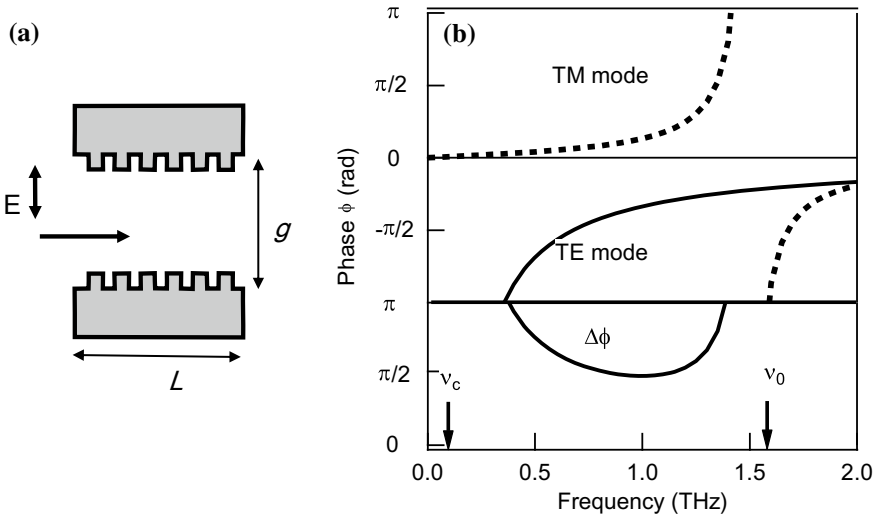 (a)
E
g
L
(b)
π
π/2
0
-π/2
π
π/2
0
Phase ϕ (rad)
TM mode
TE mode
Δϕ
ν_c
ν_0
0.0 0.5 1.0 1.5 2.0
Frequency (THz)